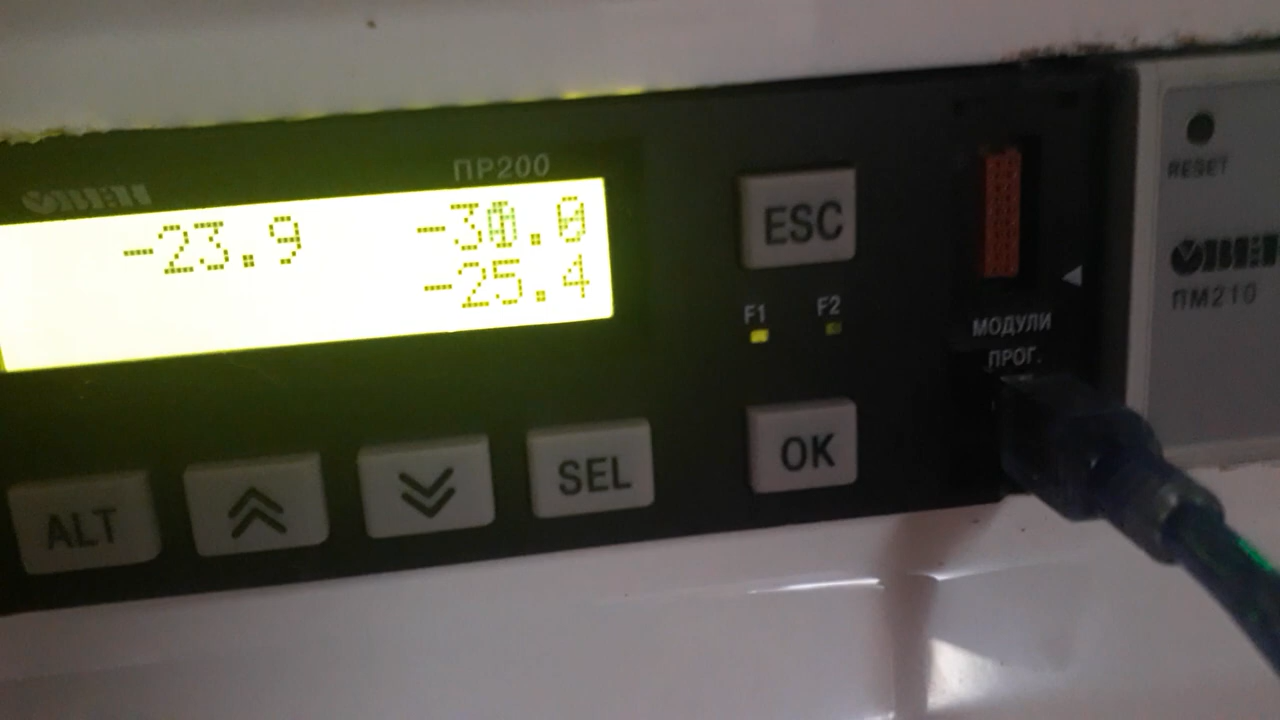 ОВЕН
ПР200
-23.9 -30.0
-25.4
ESC
F1 F2
ALT
SEL
OK
МОДУЛИ
ПРОГ.
RESET
ОВЕН
ПМ210